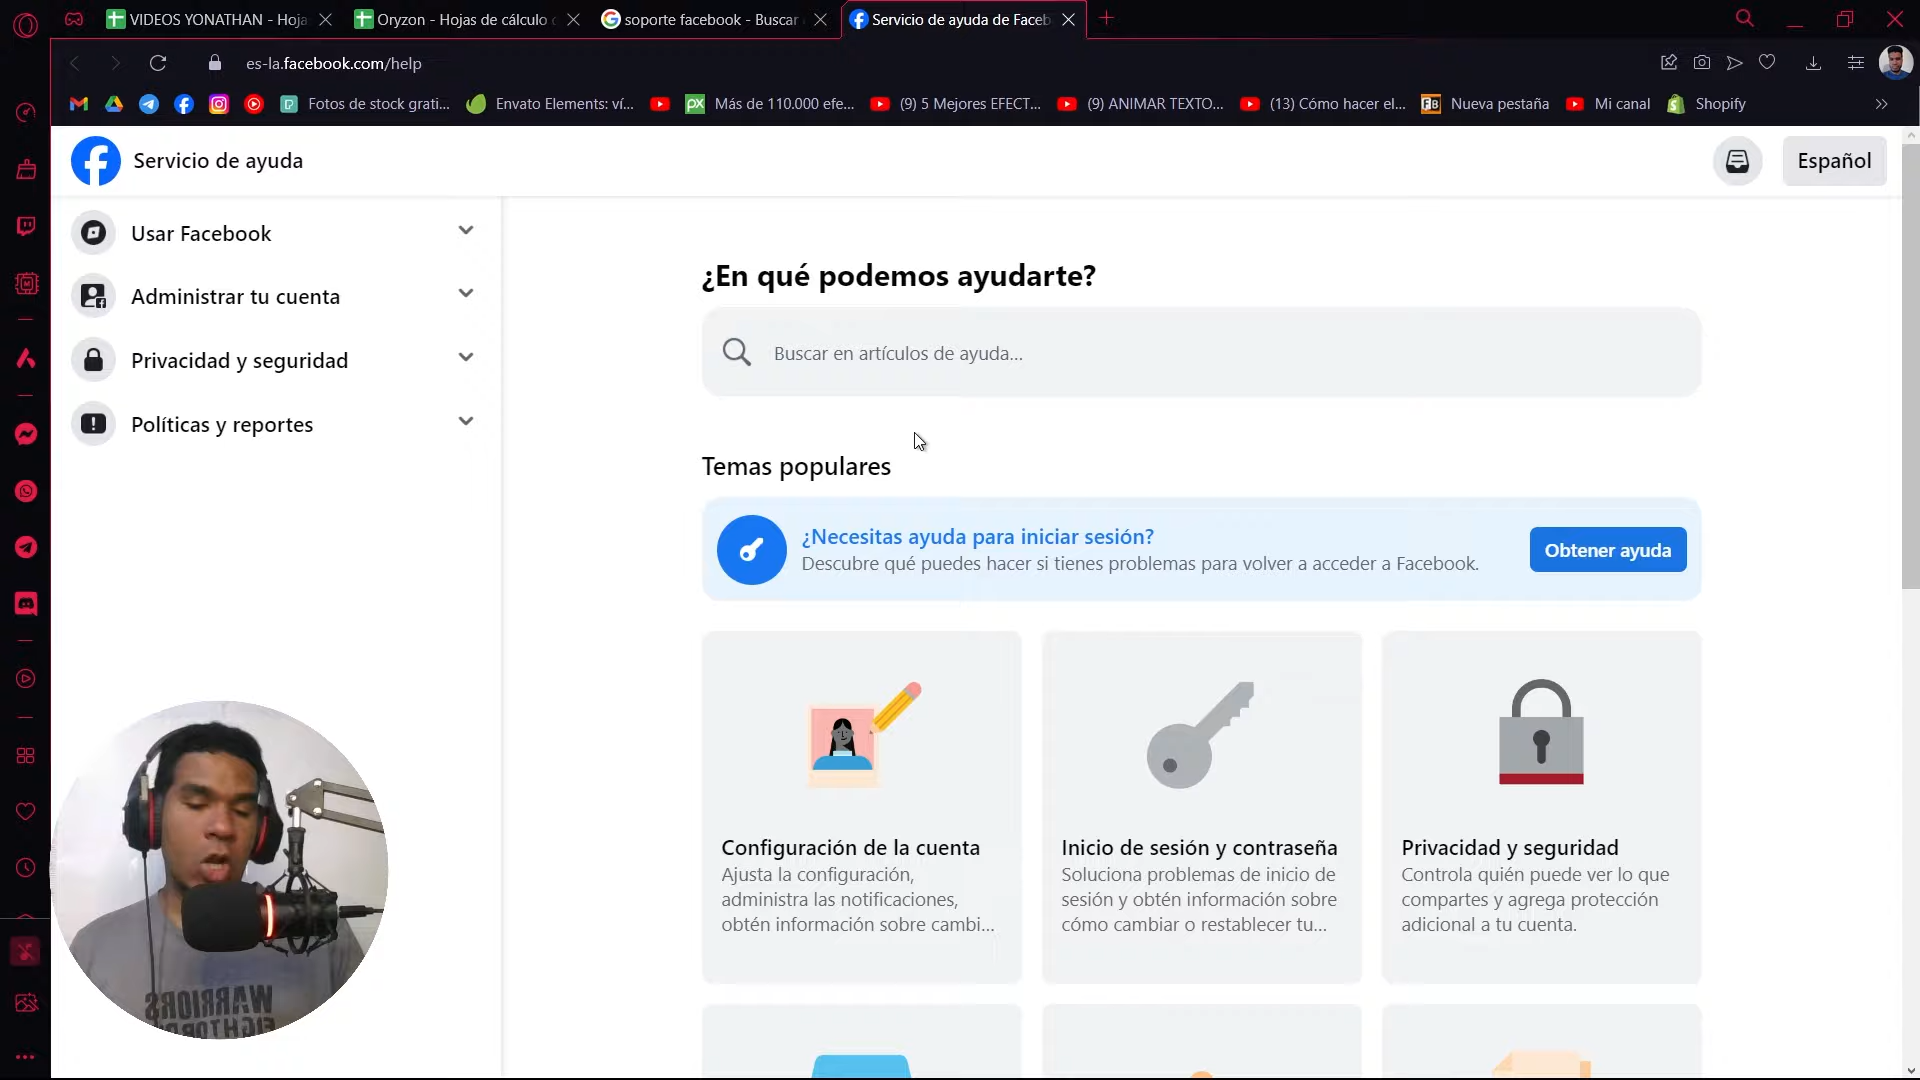 VIDEOS YONATHAN - Hoja
Oryzon - Hojas de cálculo
soporte facebook - Buscar
Servicio de ayuda de Faceb
es-la.facebook.com/help
Fotos de stock grati...
Envato Elements: ví...
Más de 110.000 efe...
(9) 5 Mejores EFECT...
(9) ANIMAR TEXTO...
(13) Cómo hacer el...
FB
Nueva pestaña
Mi canal
Shopify
Servicio de ayuda
Español
Usar Facebook
Administrar tu cuenta
Privacidad y seguridad
Políticas y reportes
¿En qué podemos ayudarte?
Buscar en artículos de ayuda...
Temas populares
¿Necesitas ayuda para iniciar sesión?
Descubre qué puedes hacer si tienes problemas para volver a acceder a Facebook.
Obtener ayuda
Configuración de la cuenta
Ajusta la configuración,
administra las notificaciones,
obtén información sobre cambi...
Inicio de sesión y contraseña
Soluciona problemas de inicio de
sesión y obtén información sobre
cómo cambiar o restablecer tu...
Privacidad y seguridad
Controla quién puede ver lo que
compartes y agrega protección
adicional a tu cuenta.
WARRIORS